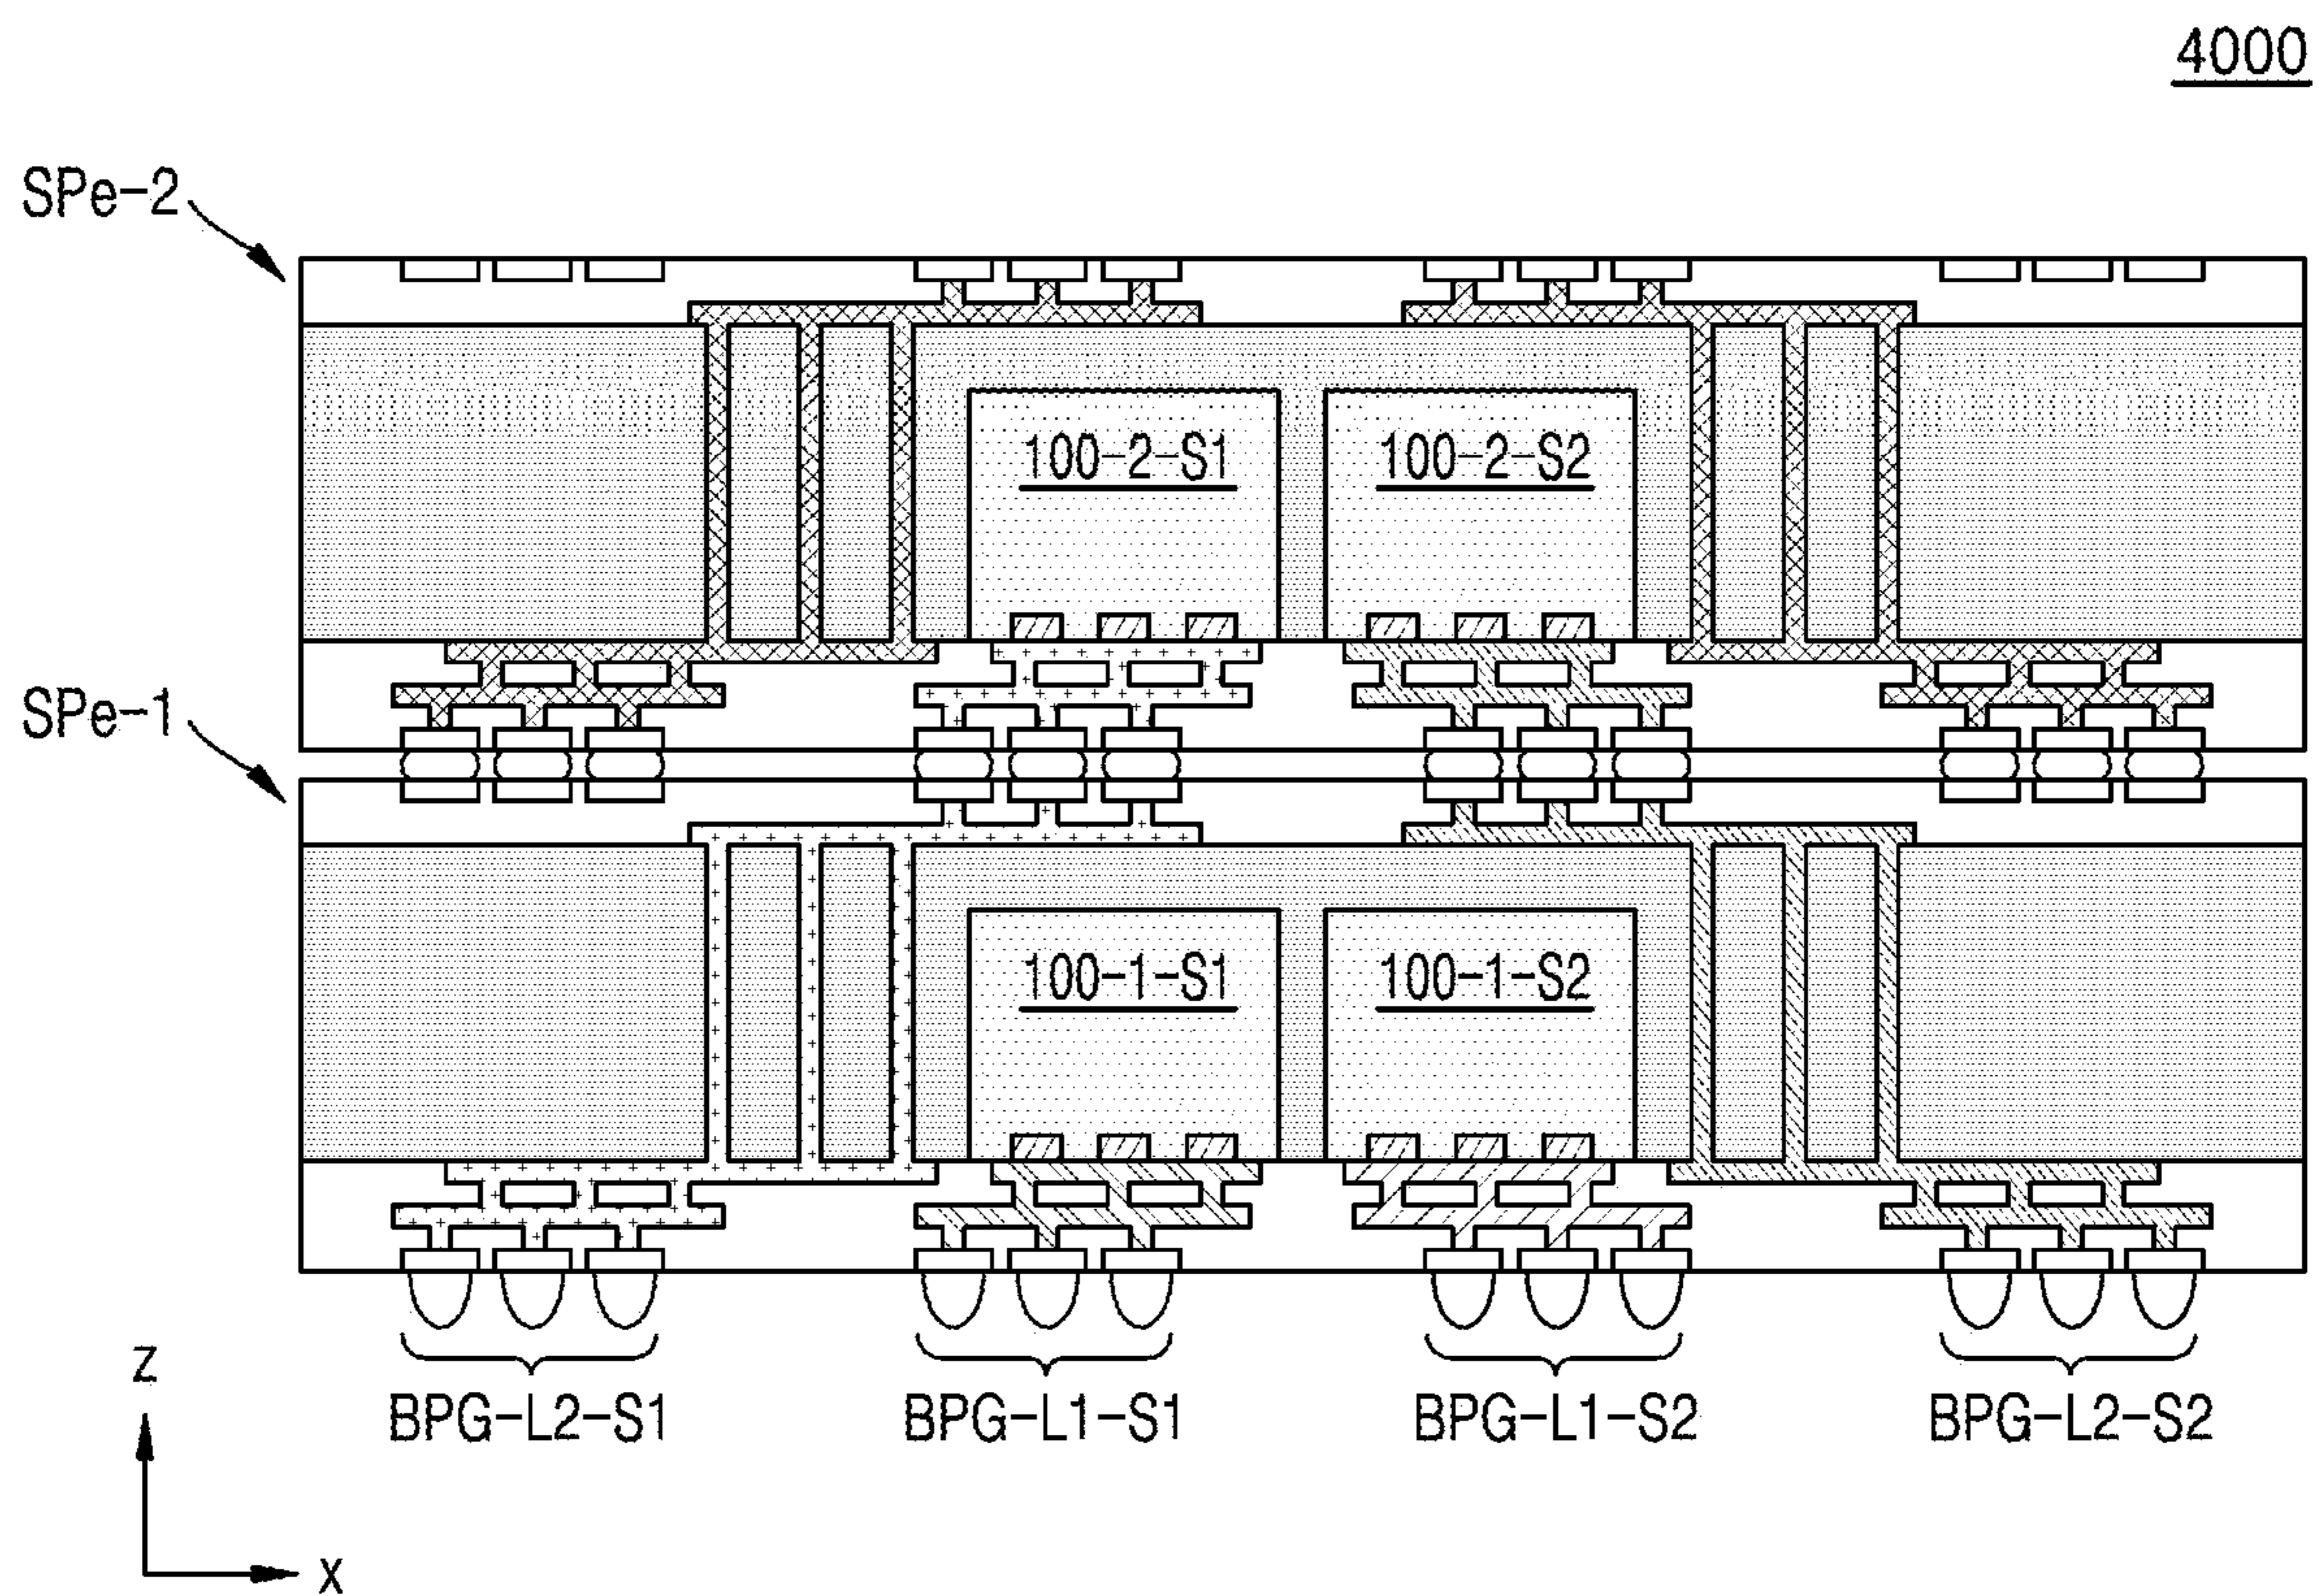 4000
SPe-2
100-2-S1 100-2-S2
SPe-1
100-1-S1 100-1-S2
Z
BPG-L2-S1 BPG-L1-S1 BPG-L1-S2 BPG-L2-S2
X